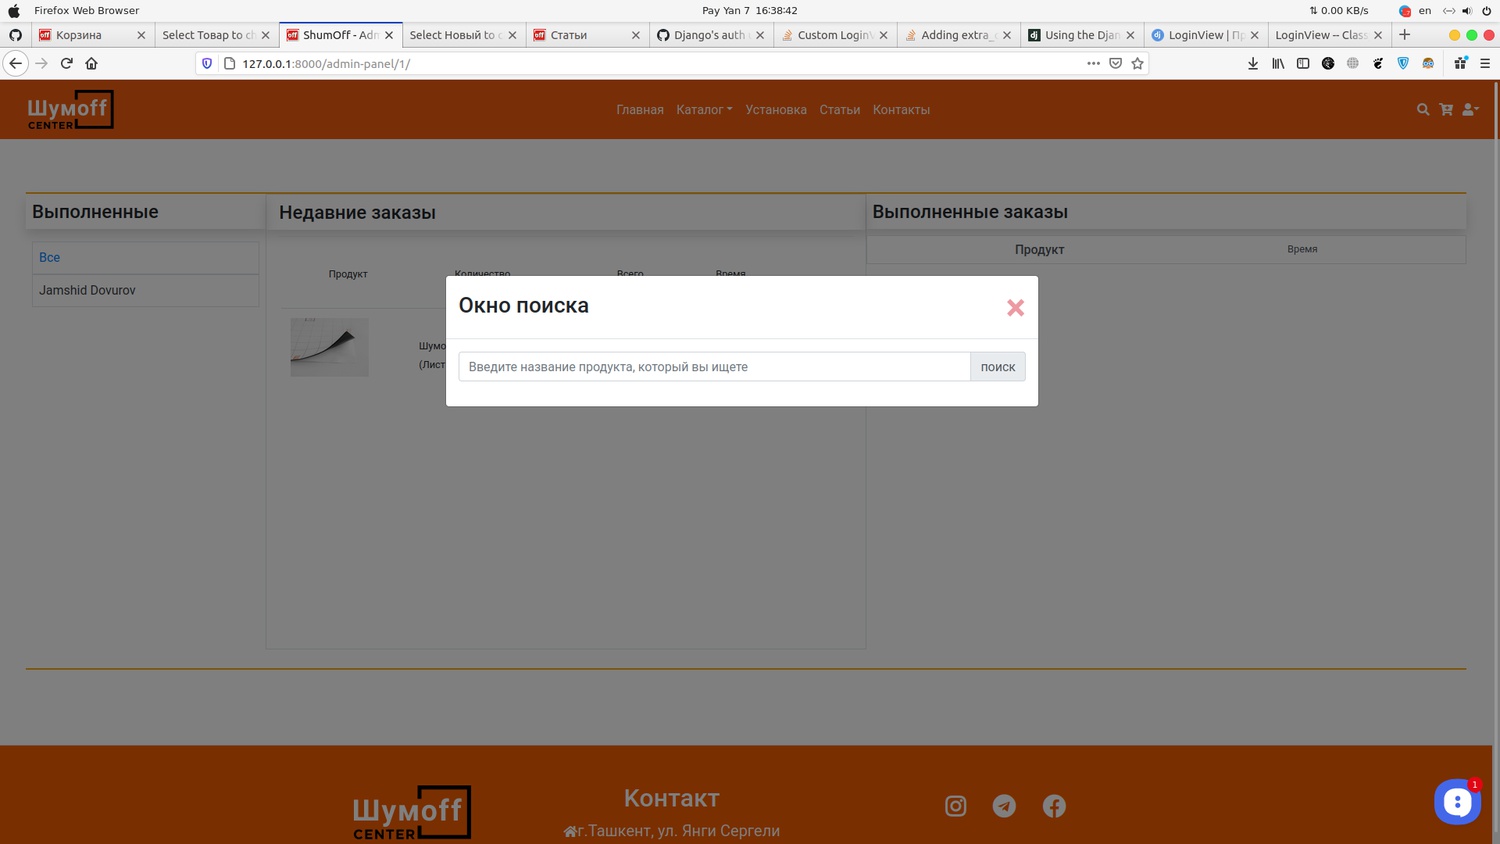 Firefox Web Browser
Pay Yan 7 16:38:42
0.00 KB/s
en
Корзина
Select Товар to ch
ShumOff - Adm
Select Новый to c
Статьи
Django's auth
Custom LoginV
Adding extra_
Using the Djan
LoginView | Пр
LoginView -- Class
127.0.0.1:8000/admin-panel/1/
Шумoff
CENTER
Главная
Каталог
Установка
Статьи
Контакты
Выполненные
Недавние заказы
Выполненные заказы
Все
Jamshid Dovurov
Продукт
Количество
Всего
Время
Продукт
Время
Шумо
(Лист
Окно поиска
Введите название продукта, который вы ищете
поиск
Шумoff
CENTER
Контакт
г.Ташкент, ул. Янги Сергели
1